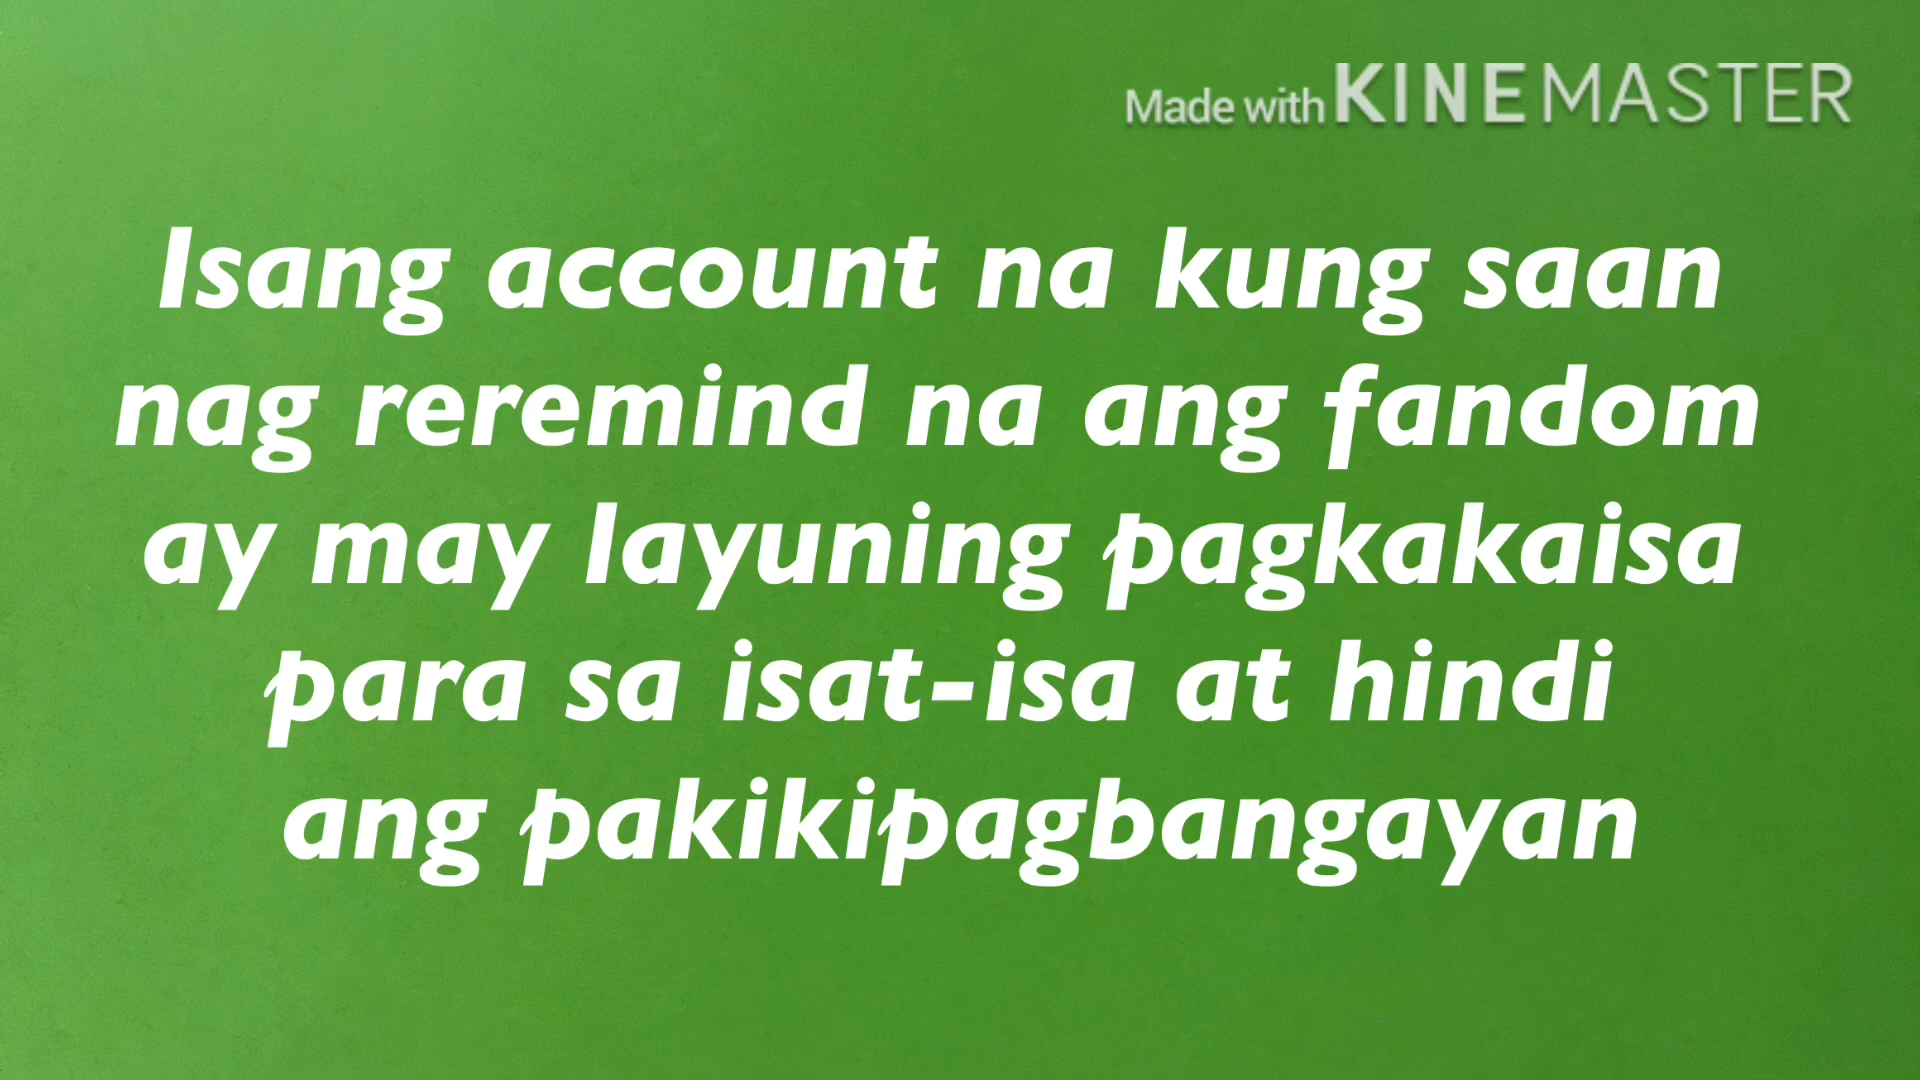 Made with KINEMASTER
Isang account na kung saan
nag reremind na ang fandom
ay may layuning pagkakaisa
para sa isat-isa at hindi
ang pakikipagbangayan